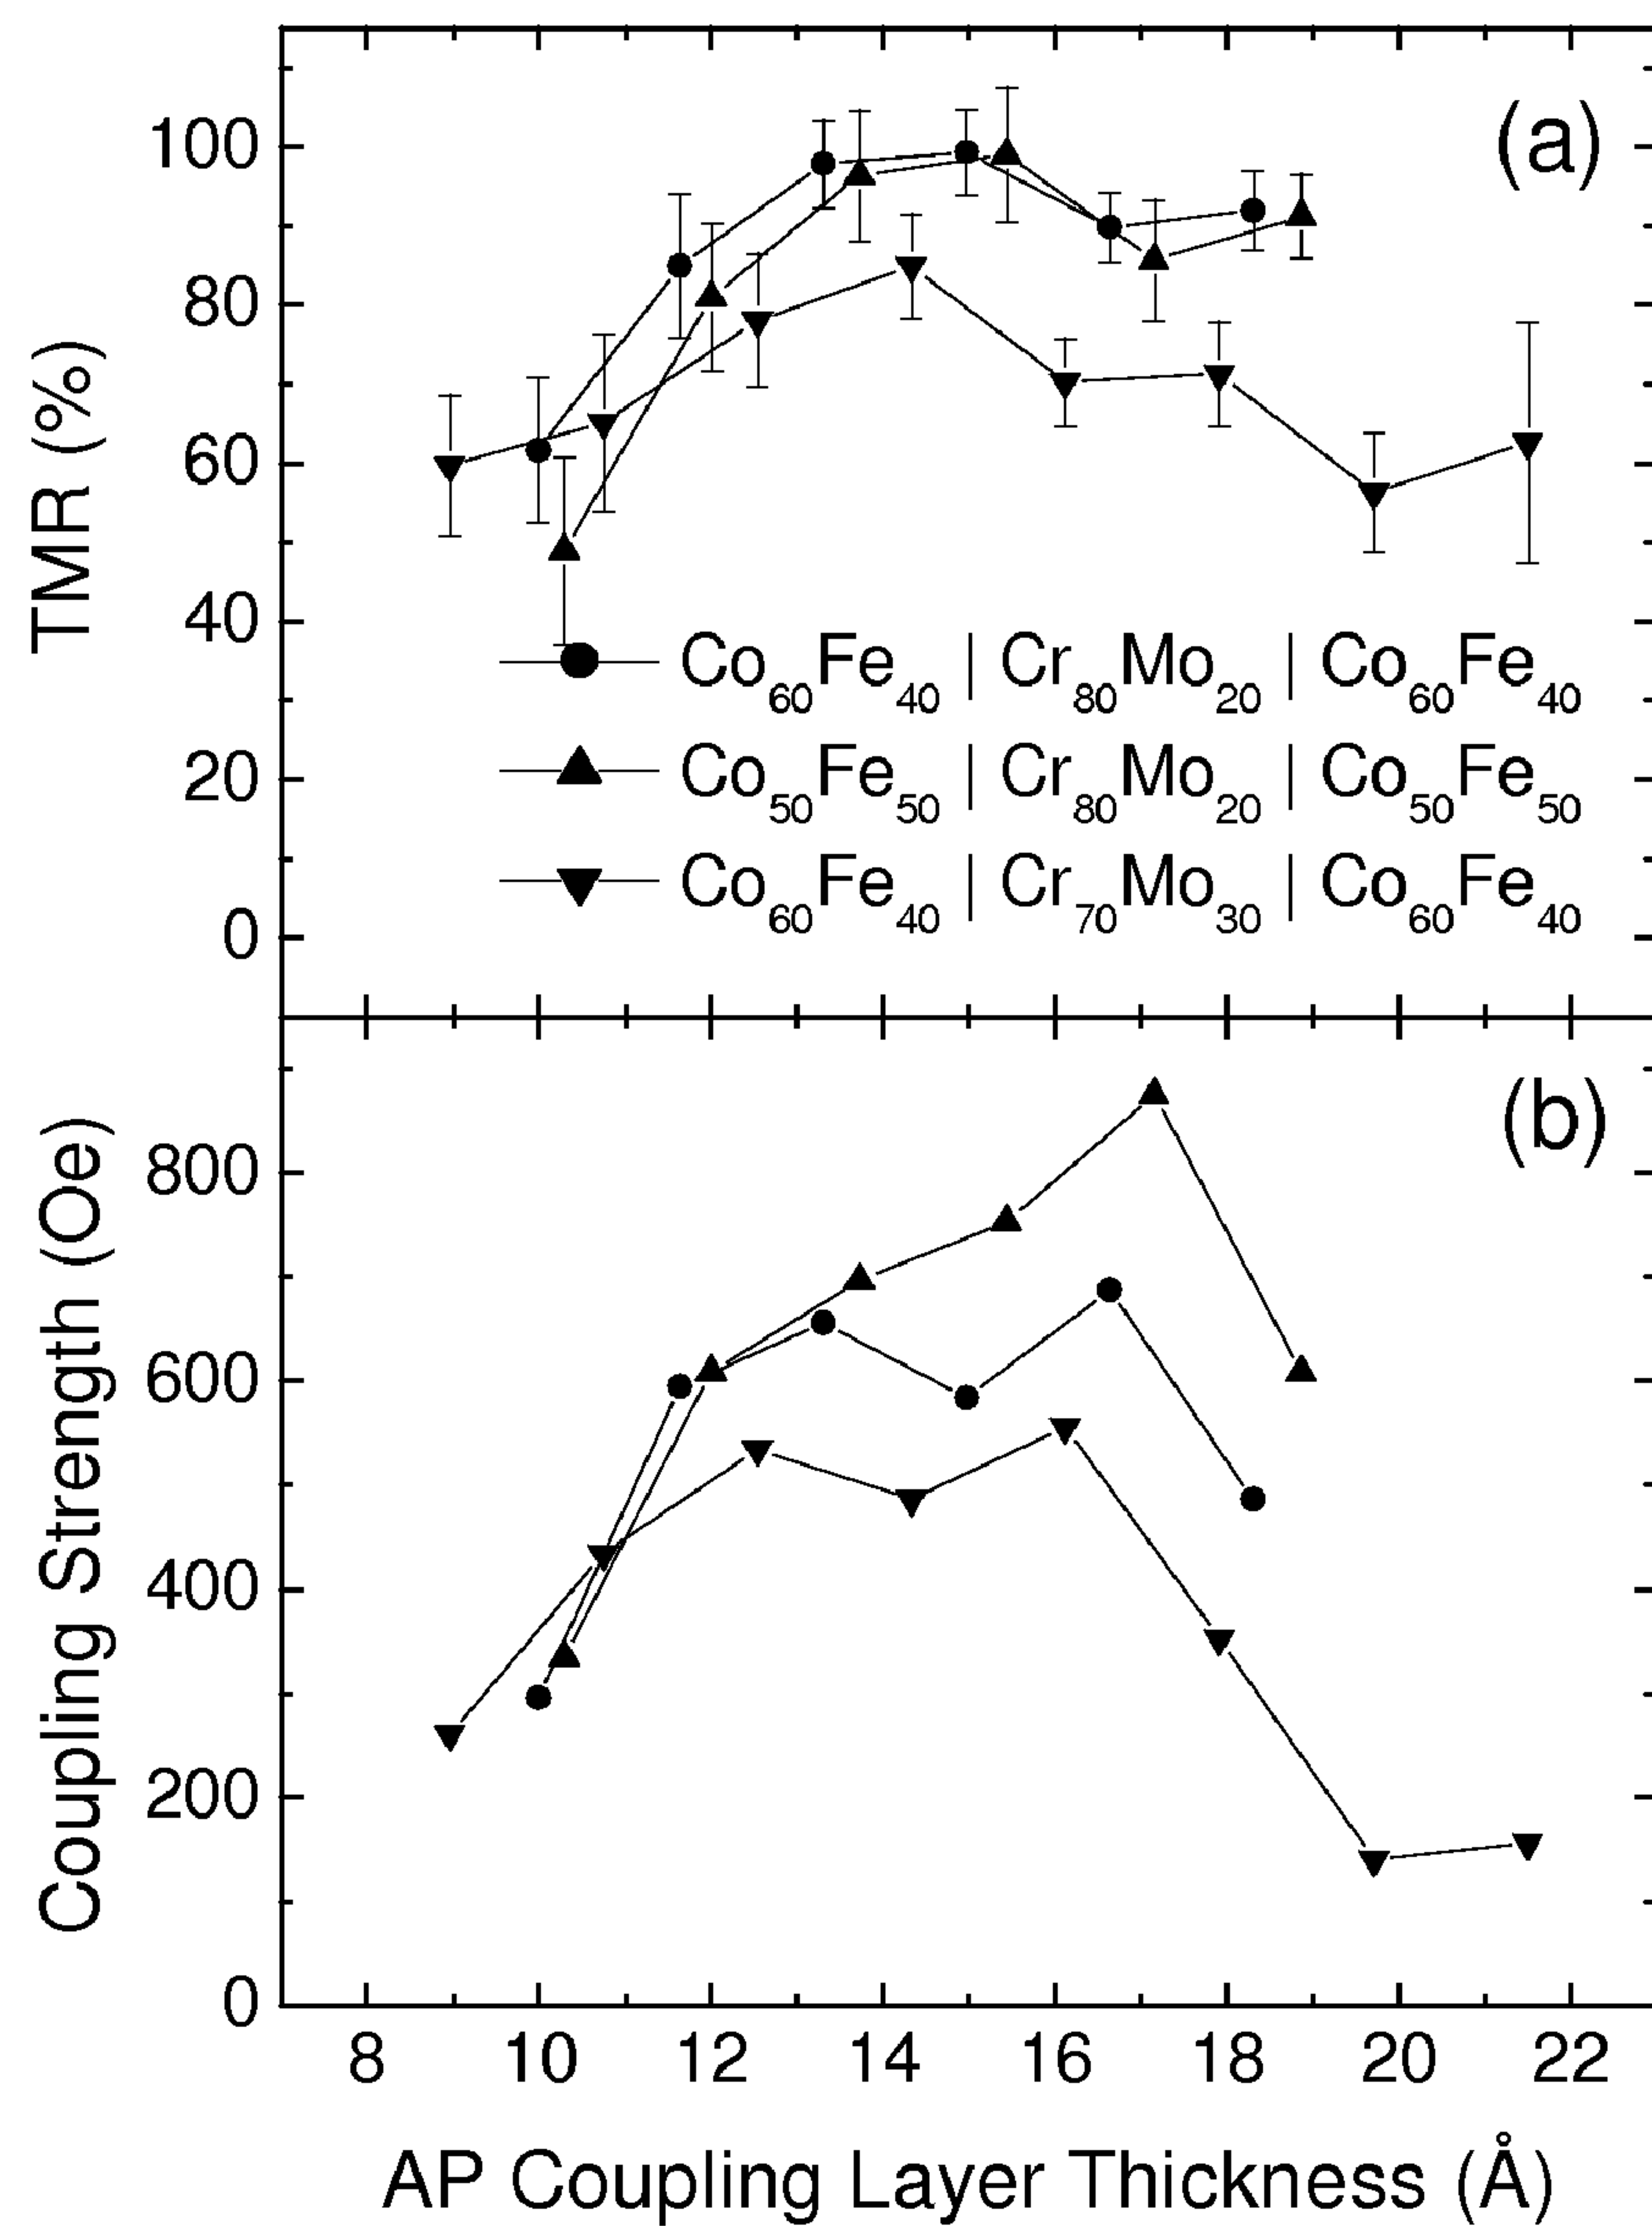 (a)
TMR (%)
100
80
60
40
20
0
Co60Fe40 | Cr80Mo20 | Co60Fe40
Co50Fe50 | Cr80Mo20 | Co50Fe50
Co60Fe40 | Cr70Mo30 | Co60Fe40
(b)
Coupling Strength (Oe)
800
600
400
200
0
8 10 12 14 16 18 20 22
AP Coupling Layer Thickness (Å)